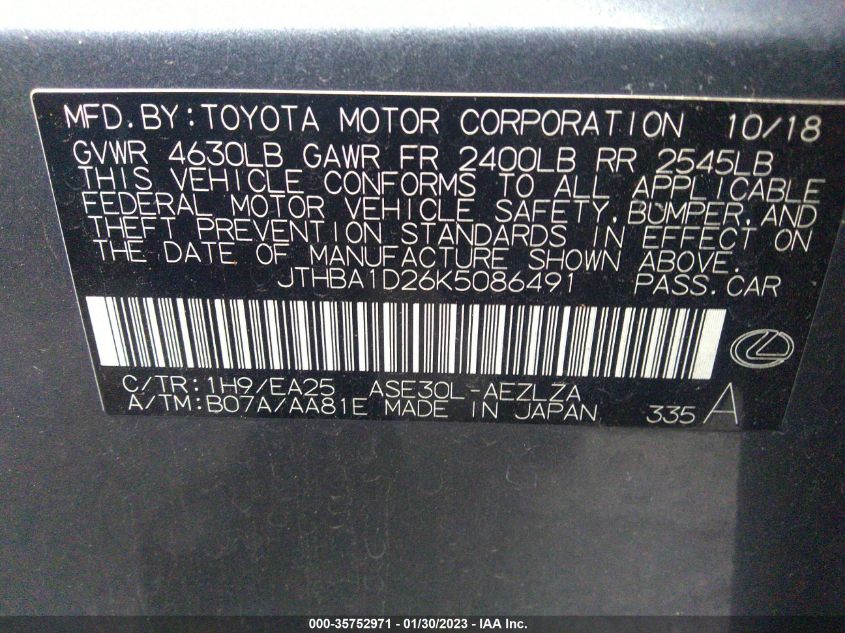 MFD.BY:TOYOTA MOTOR CORPORATION 10/18
GVWR 4630LB GAWR FR 2400LB RR 2545LB
THIS VEHICLE CONFORMS TO ALL APPLICABLE
FEDERAL MOTOR VEHICLE SAFETY,BUMPER,AND
THEFT PREVENTION STANDARDS IN EFFECT ON
THE DATE OF MANUFACTURE SHOWN ABOVE.
JTHBA1D26K5086491 PASS.CAR
C/TR:1H9/EA25 ASE30L-AEZLZA
A/TM:B07A/AA81E MADE IN JAPAN 335 A
000-35752971 - 01/30/2023 - IAA Inc.